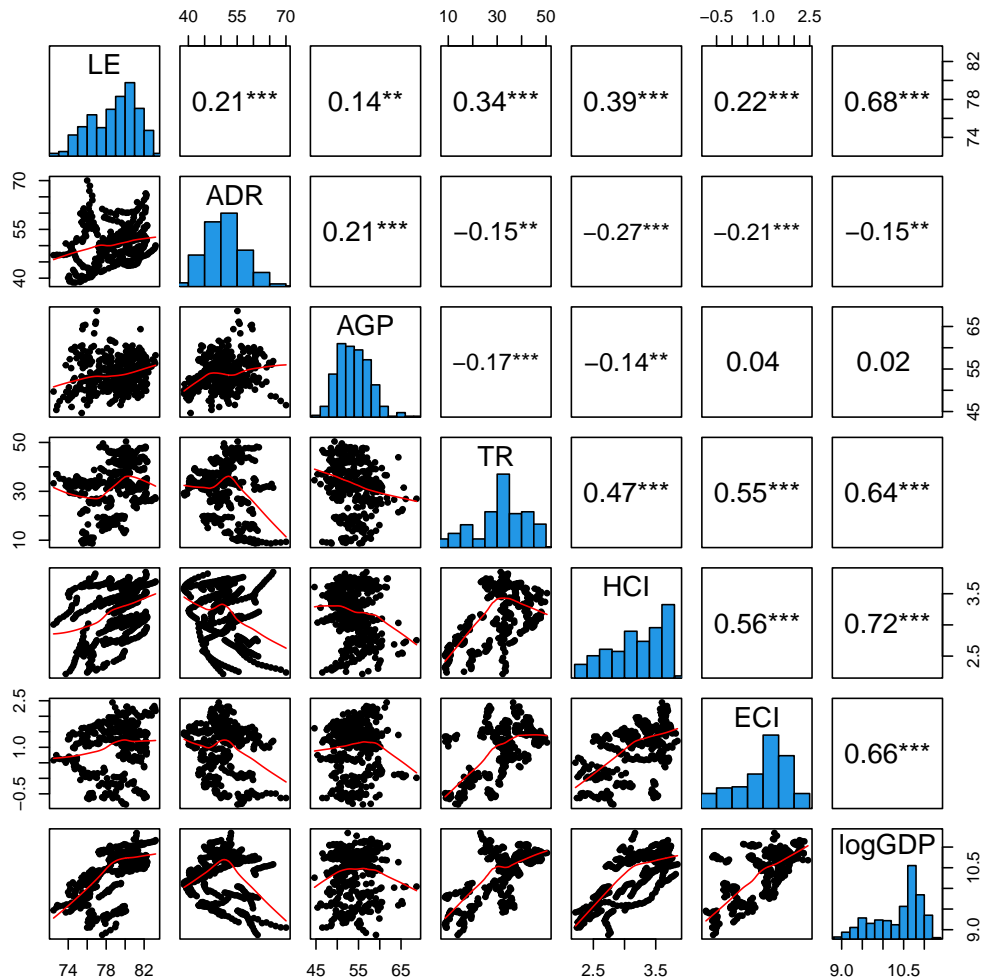 40 55 70 10 30 50 −0.5 1.0 2.5
LE 0.21*** 0.14** 0.34*** 0.39*** 0.22*** 0.68*** 74 78 82
40 55 70 ADR 0.21*** −0.15** −0.27*** −0.21*** −0.15**
AGP −0.17*** −0.14** 0.04 0.02 45 55 65
10 30 50 TR 0.47*** 0.55*** 0.64***
HCI 0.56*** 0.72*** 2.5 3.5
−0.5 1.0 2.5 ECI 0.66***
logGDP 9.0 10.5
74 78 82 45 55 65 2.5 3.5 9.0 10.5